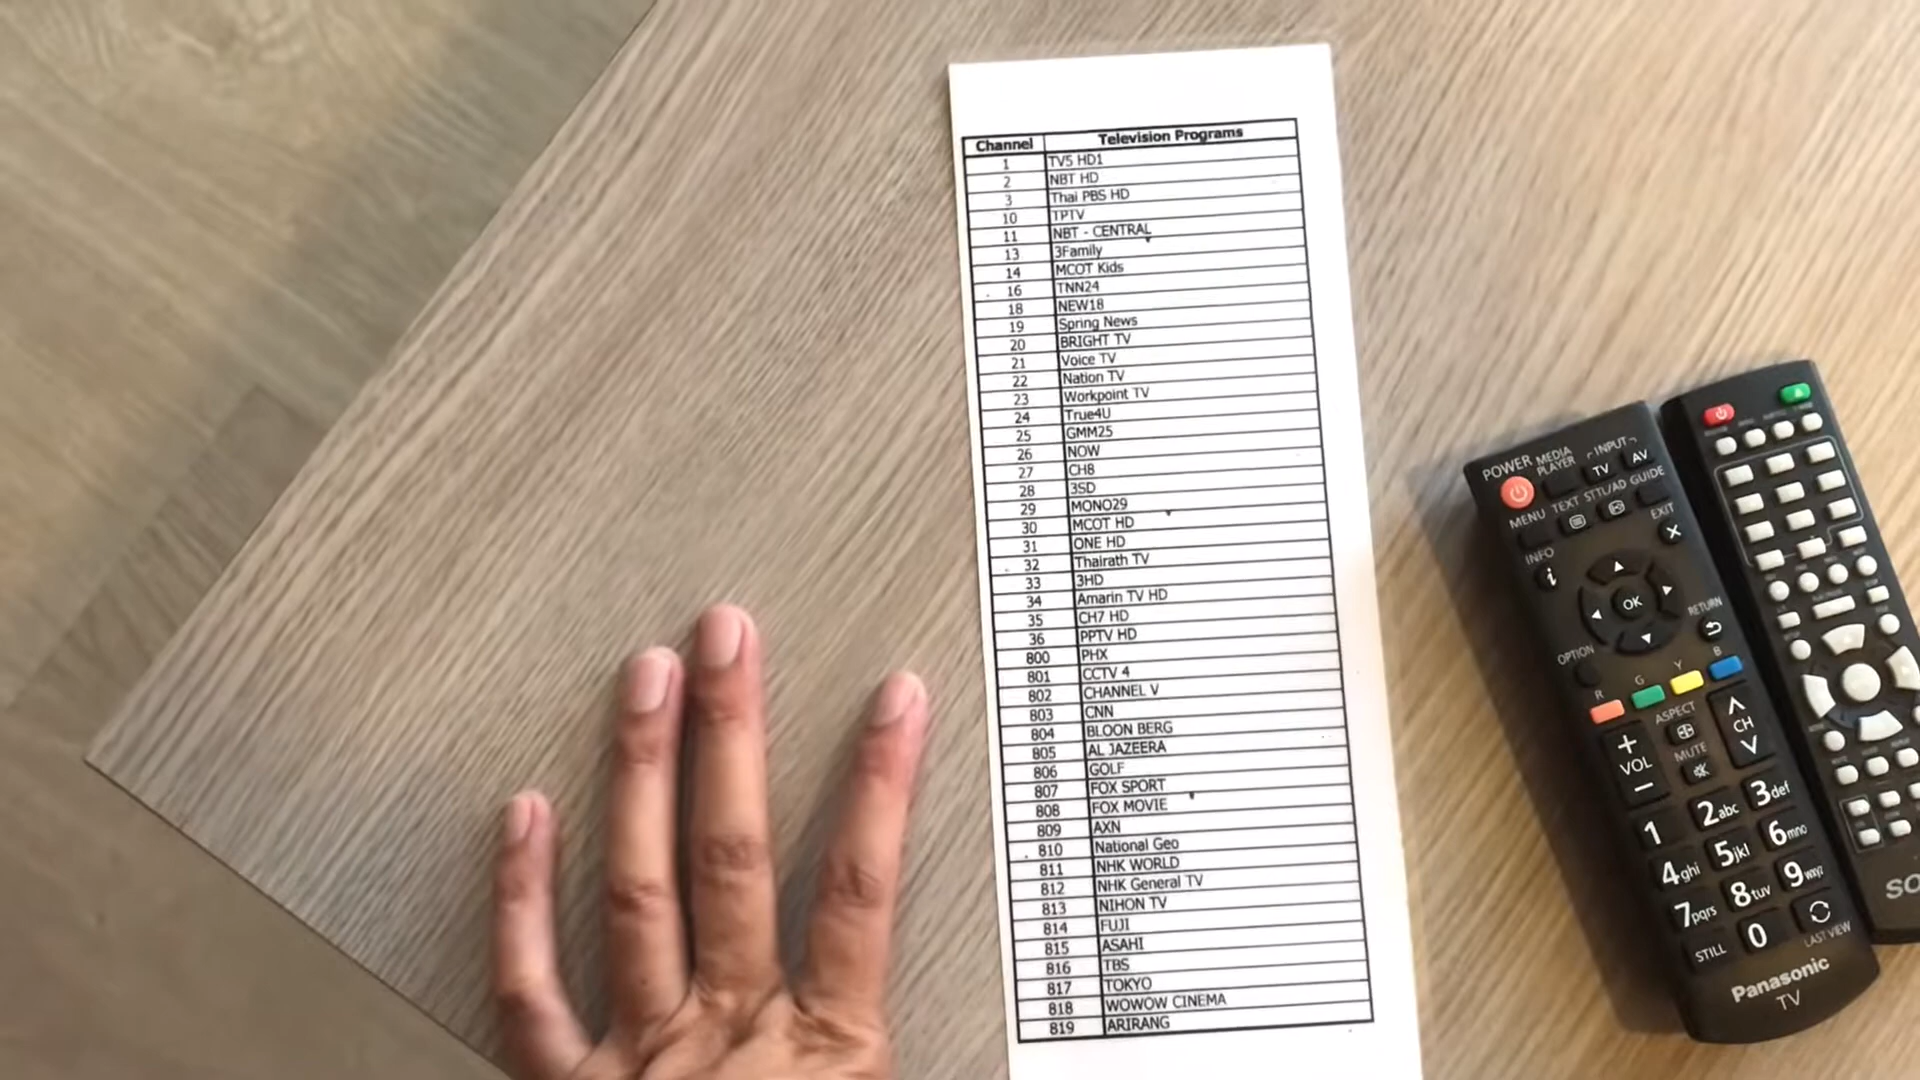 Channel Television Programs
1 TV5 HD1
2 NBT HD
3 Thai PBS HD
10 TPTV
11 NBT - CENTRAL
13 3Family
14 MCOT Kids
16 TNN24
18 NEW18
19 Spring News
20 BRIGHT TV
21 Voice TV
22 Nation TV
23 Workpoint TV
24 True4U
25 GMM25
26 NOW
27 CH8
28 3SD
29 MONO29
30 MCOT HD
31 ONE HD
32 Thairath TV
33 3HD
34 Amarin TV HD
35 CH7 HD
36 PPTV HD
800 PHX
801 CCTV 4
802 CHANNEL V
803 CNN
804 BLOON BERG
805 AL JAZEERA
806 GOLF
807 FOX SPORT
808 FOX MOVIE
809 AXN
810 National Geo
811 NHK WORLD
812 NHK General TV
813 NIHON TV
814 FUJI
815 ASAHI
816 TBS
817 TOKYO
818 WOWOW CINEMA
819 ARIRANG
POWER MEDIA PLAYER INPUT
TV AV
MENU TEXT STTL/AD GUIDE
INFO EXIT
i
OK
OPTION RETURN
R G Y B
ASPECT
+ VOL - MUTE CH
1 2abc 3def
4ghi 5jkl 6mno
7pqrs 8tuv 9wxyz
STILL 0 LAST VIEW
Panasonic
TV
SO